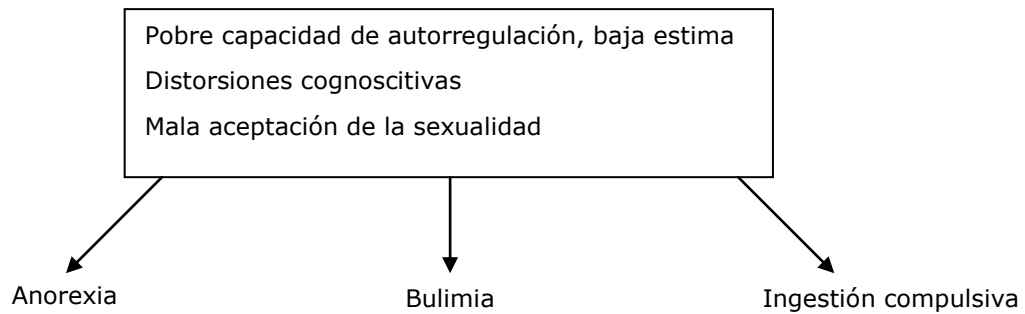 Pobre capacidad de autorregulación, baja estima
Distorsiones cognoscitivas
Mala aceptación de la sexualidad
Anorexia
Bulimia
Ingestión compulsiva